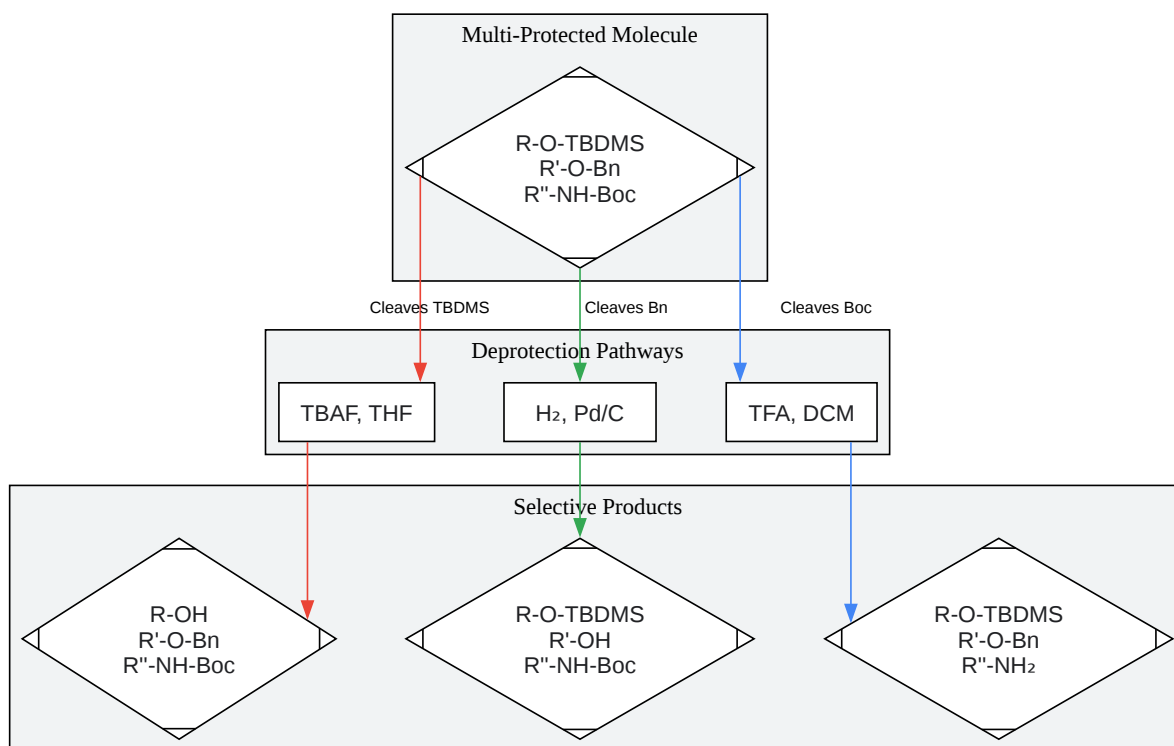 Multi-Protected Molecule
R-O-TBDMS
R'-O-Bn
R"-NH-Boc
Cleaves TBDMS
Cleaves Bn
Cleaves Boc
Deprotection Pathways
TBAF, THF
H₂, Pd/C
TFA, DCM
Selective Products
R-OH
R'-O-Bn
R"-NH-Boc
R-O-TBDMS
R'-OH
R"-NH-Boc
R-O-TBDMS
R'-O-Bn
R"-NH₂